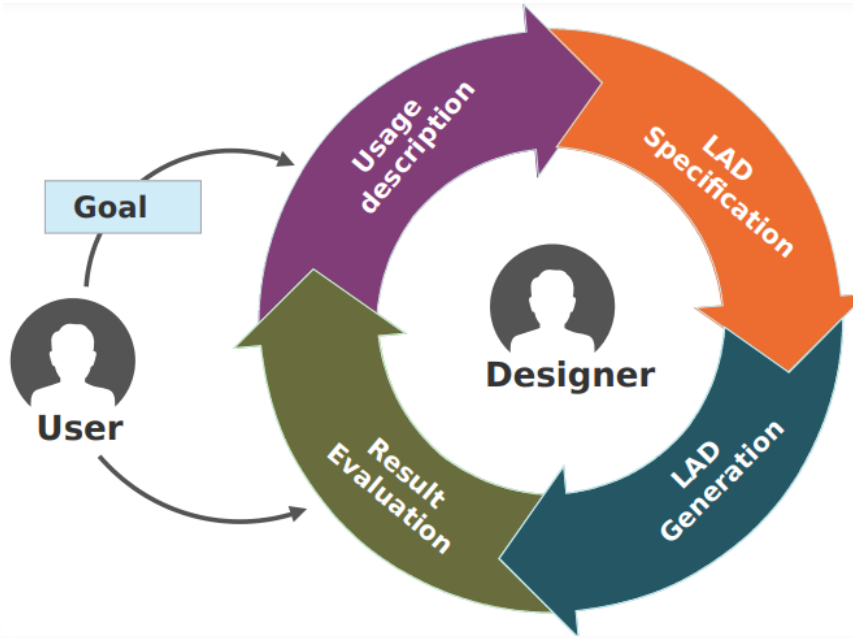 Usage
description
LAD
Specification
Goal
Designer
User
Result
Evaluation
LAD
Generation